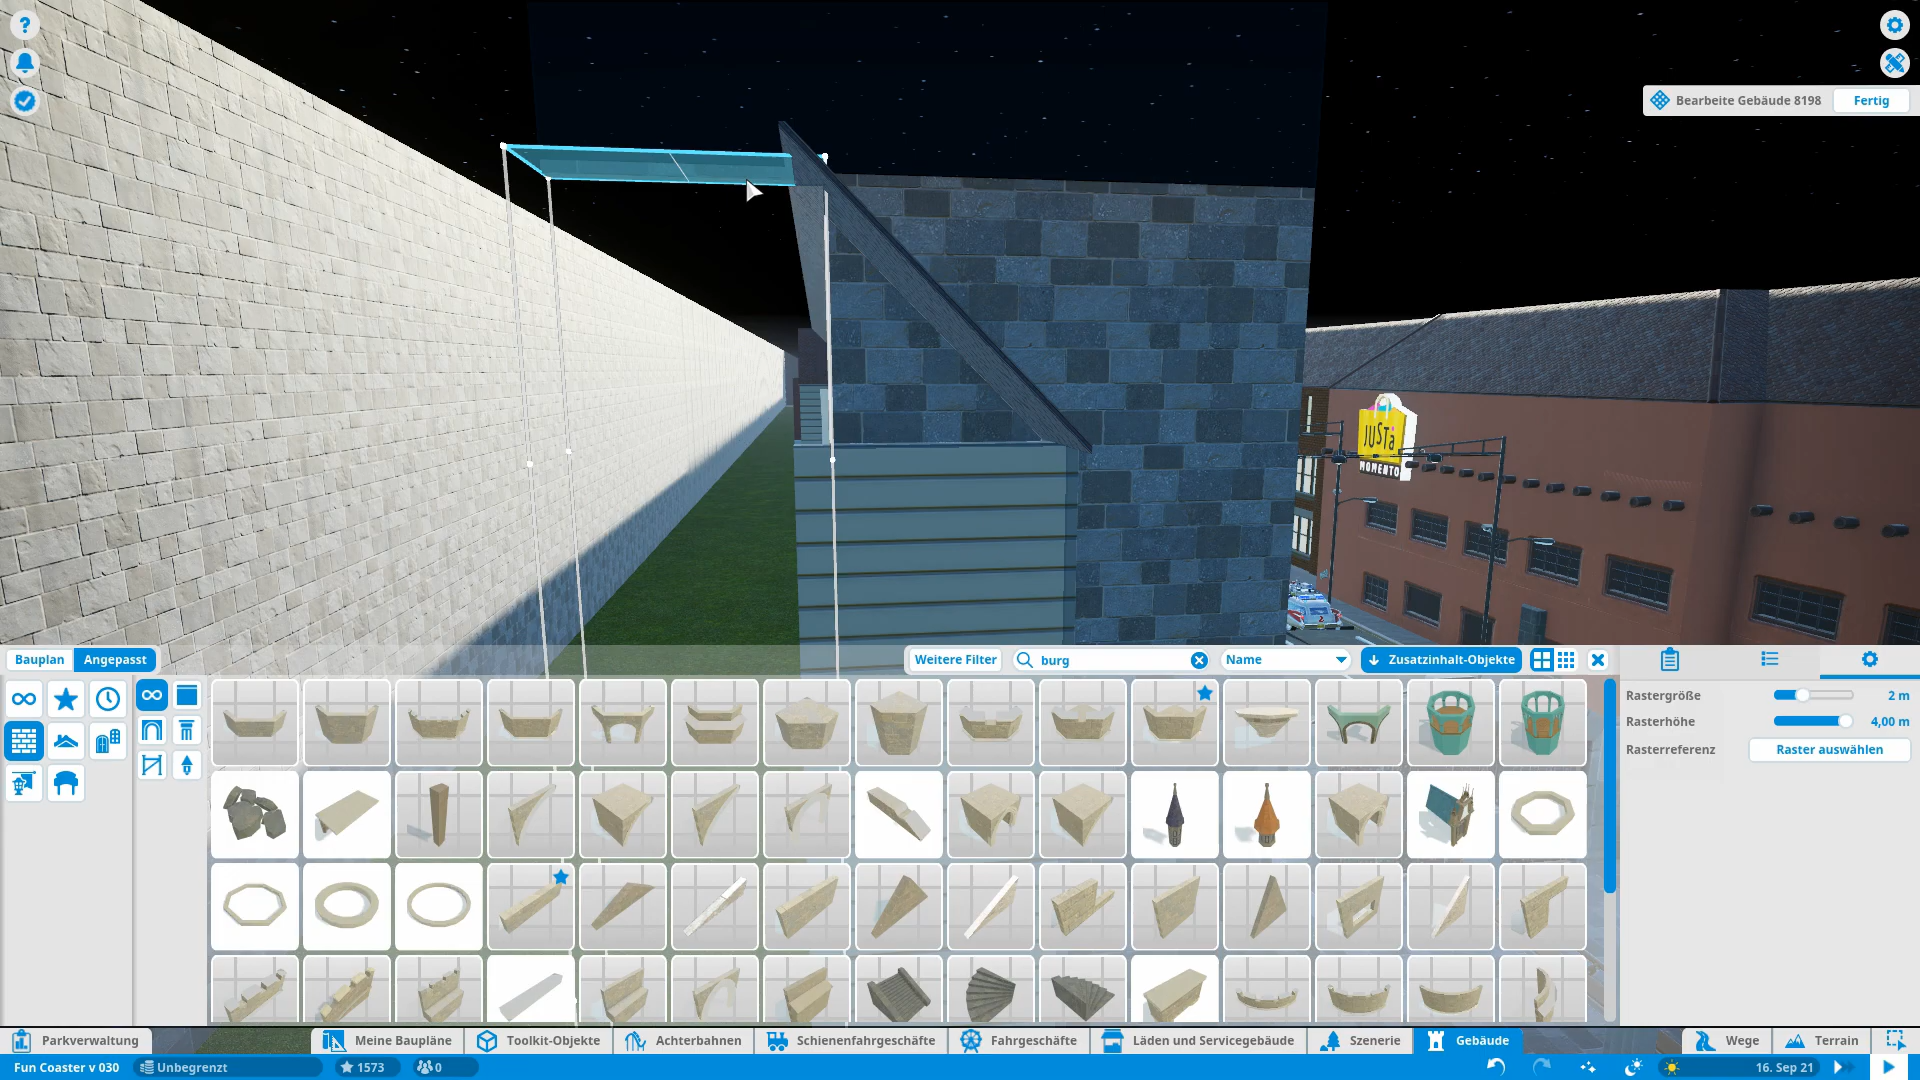 ?
Bearbeite Gebäude 8198
Fertig
JUSTa
MOMENTO
Bauplan
Angepasst
Weitere Filter
burg
Name
Zusatzinhalt-Objekte
Rastergröße
2 m
Rasterhöhe
4,00 m
Rasterreferenz
Raster auswählen
Parkverwaltung
Meine Baupläne
Toolkit-Objekte
Achterbahnen
Schienenfahrgeschäfte
Fahrgeschäfte
Läden und Servicegebäude
Szenerie
Gebäude
Wege
Terrain
Fun Coaster v 030
Unbegrenzt
1573
0
16. Sep 21